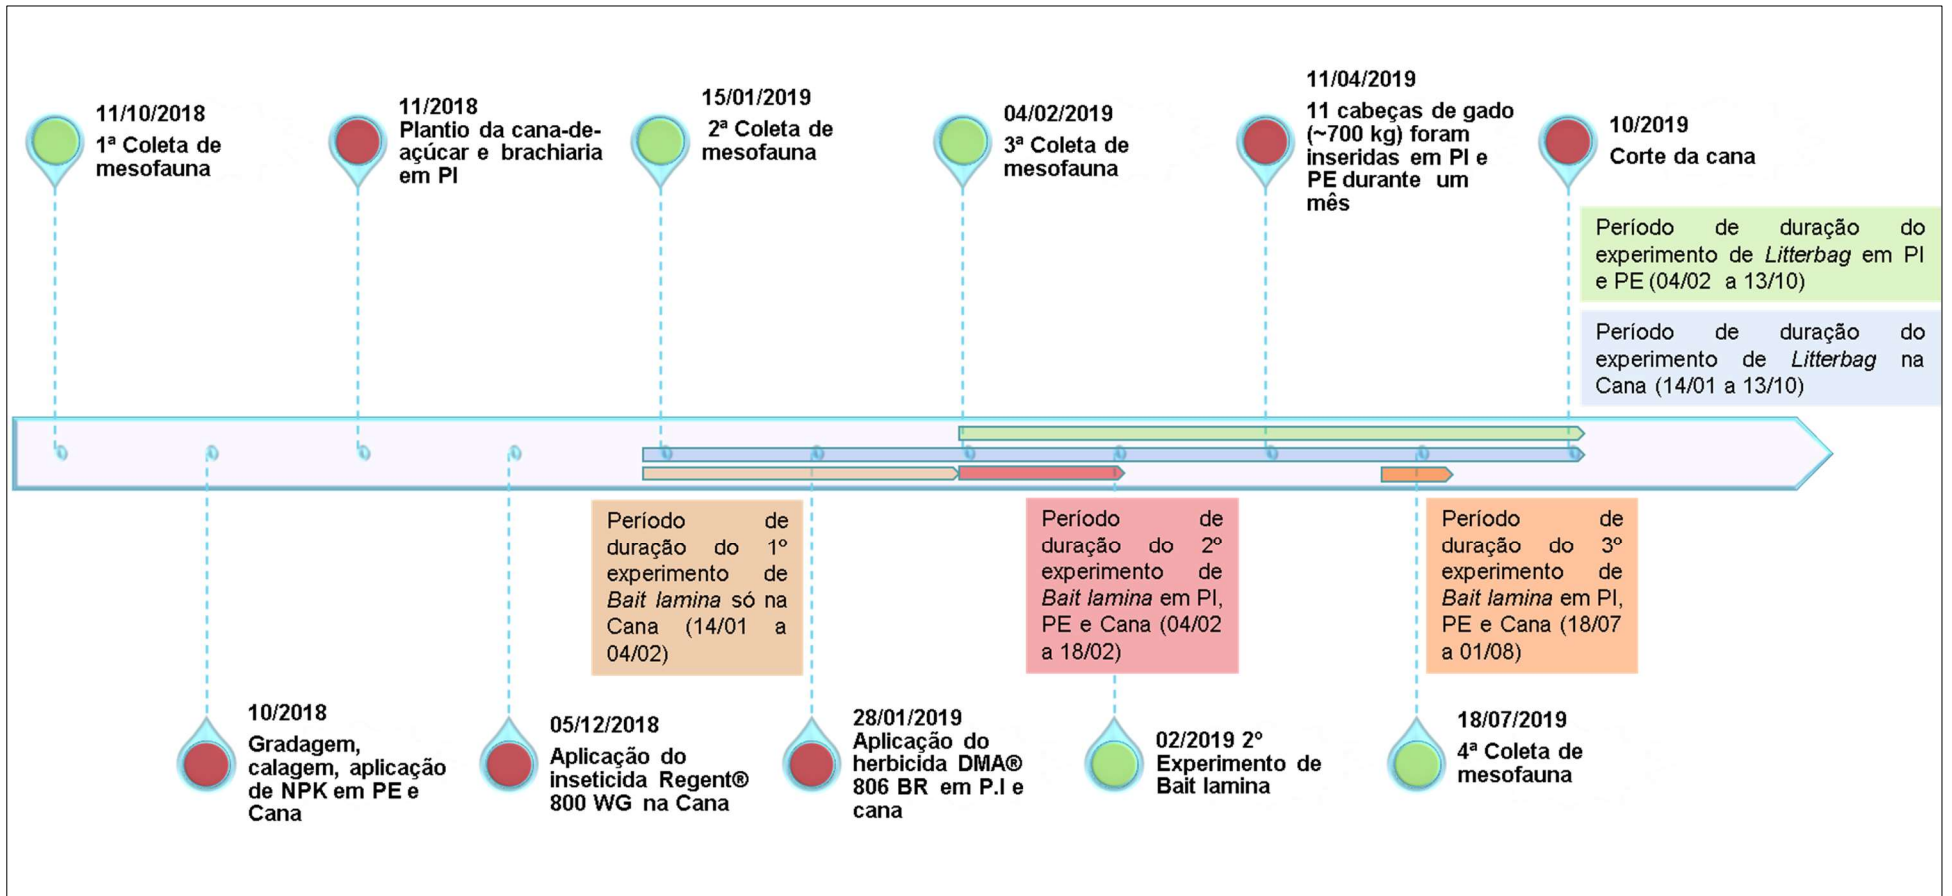 11/10/2018
1ª Coleta de
mesofauna
11/2018
Plantio da cana-de-
açúcar e brachiaria
em PI
15/01/2019
2ª Coleta de
mesofauna
04/02/2019
3ª Coleta de
mesofauna
11/04/2019
11 cabeças de gado
(~700 kg) foram
inseridas em PI e
PE durante um
mês
10/2019
Corte da cana
Período de duração do
experimento de Litterbag em PI
e PE (04/02 a 13/10)
Período de duração do
experimento de Litterbag na
Cana (14/01 a 13/10)
Período de
duração do 1º
experimento de
Bait lamina só na
Cana (14/01 a
04/02)
Período de
duração do 2º
experimento de
Bait lamina em PI,
PE e Cana (04/02
a 18/02)
Período de
duração do 3º
experimento de
Bait lamina em PI,
PE e Cana (18/07
a 01/08)
10/2018
Gradagem,
calagem, aplicação
de NPK em PE e
Cana
05/12/2018
Aplicação do
inseticida Regent®
800 WG na Cana
28/01/2019
Aplicação do
herbicida DMA®
806 BR em P.I e
cana
02/2019 2º
Experimento de
Bait lamina
18/07/2019
4ª Coleta de
mesofauna